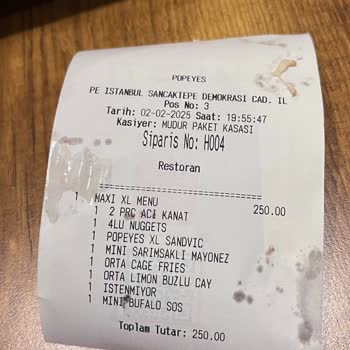 POPEYES
PE ISTANBUL SANCAKTEPE DEMOKRASI CAD. IL
Pos No: 3
Tarih: 02-02-2025 Saat: 19:55:47
Kasiyer: MUDUR PAKET KASASI
Siparis No: H004
Restoran
1 MAXI XL MENU 250.00
1 2 PRC ACI KANAT
1 4LU NUGGETS
1 POPEYES XL SANDVIC
1 MINI SARIMSAKLI MAYONEZ
1 ORTA CAGE FRIES
1 ORTA LIMON BUZLU CAY
1 ISTENMIYOR
1 MINI BUFALO SOS
Toplam Tutar: 250.00